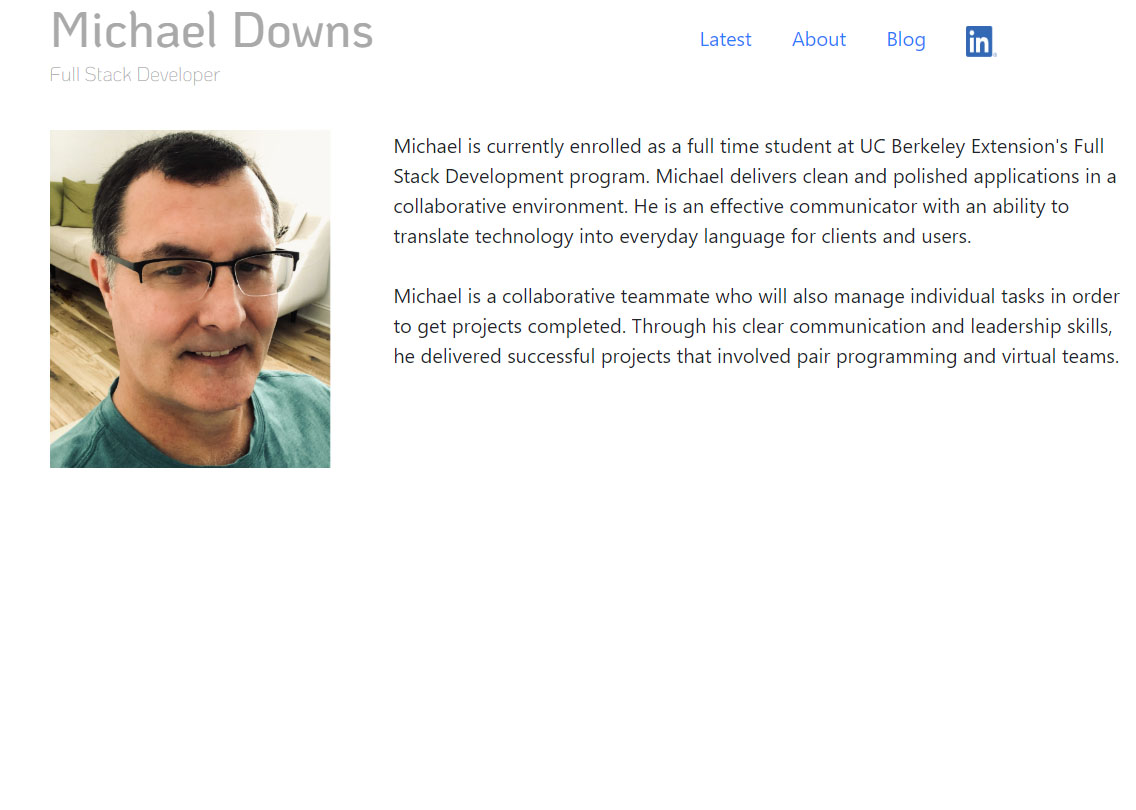 Michael Downs
Full Stack Developer
Latest About Blog in
Michael is currently enrolled as a full time student at UC Berkeley Extension's Full
Stack Development program. Michael delivers clean and polished applications in a
collaborative environment. He is an effective communicator with an ability to
translate technology into everyday language for clients and users.
Michael is a collaborative teammate who will also manage individual tasks in order
to get projects completed. Through his clear communication and leadership skills,
he delivered successful projects that involved pair programming and virtual teams.